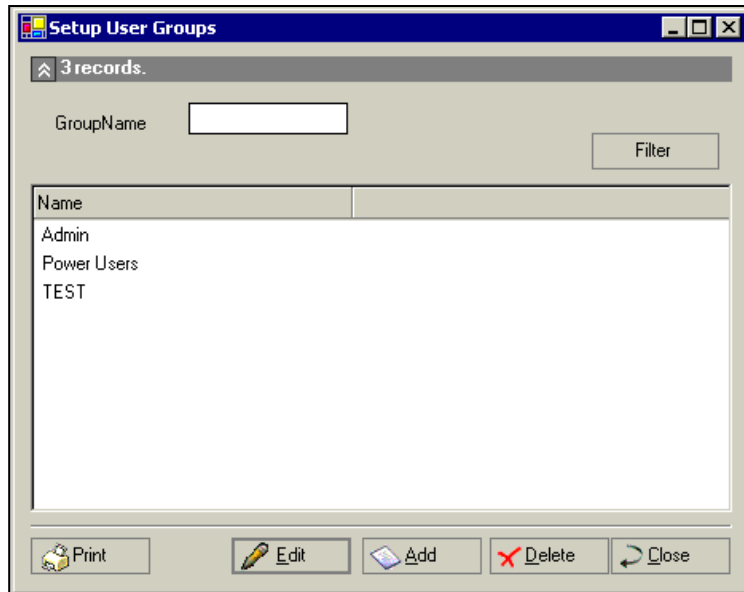 Setup User Groups
3 records.
GroupName
Filter
Name
Admin
Power Users
TEST
Print Edit Add Delete Close